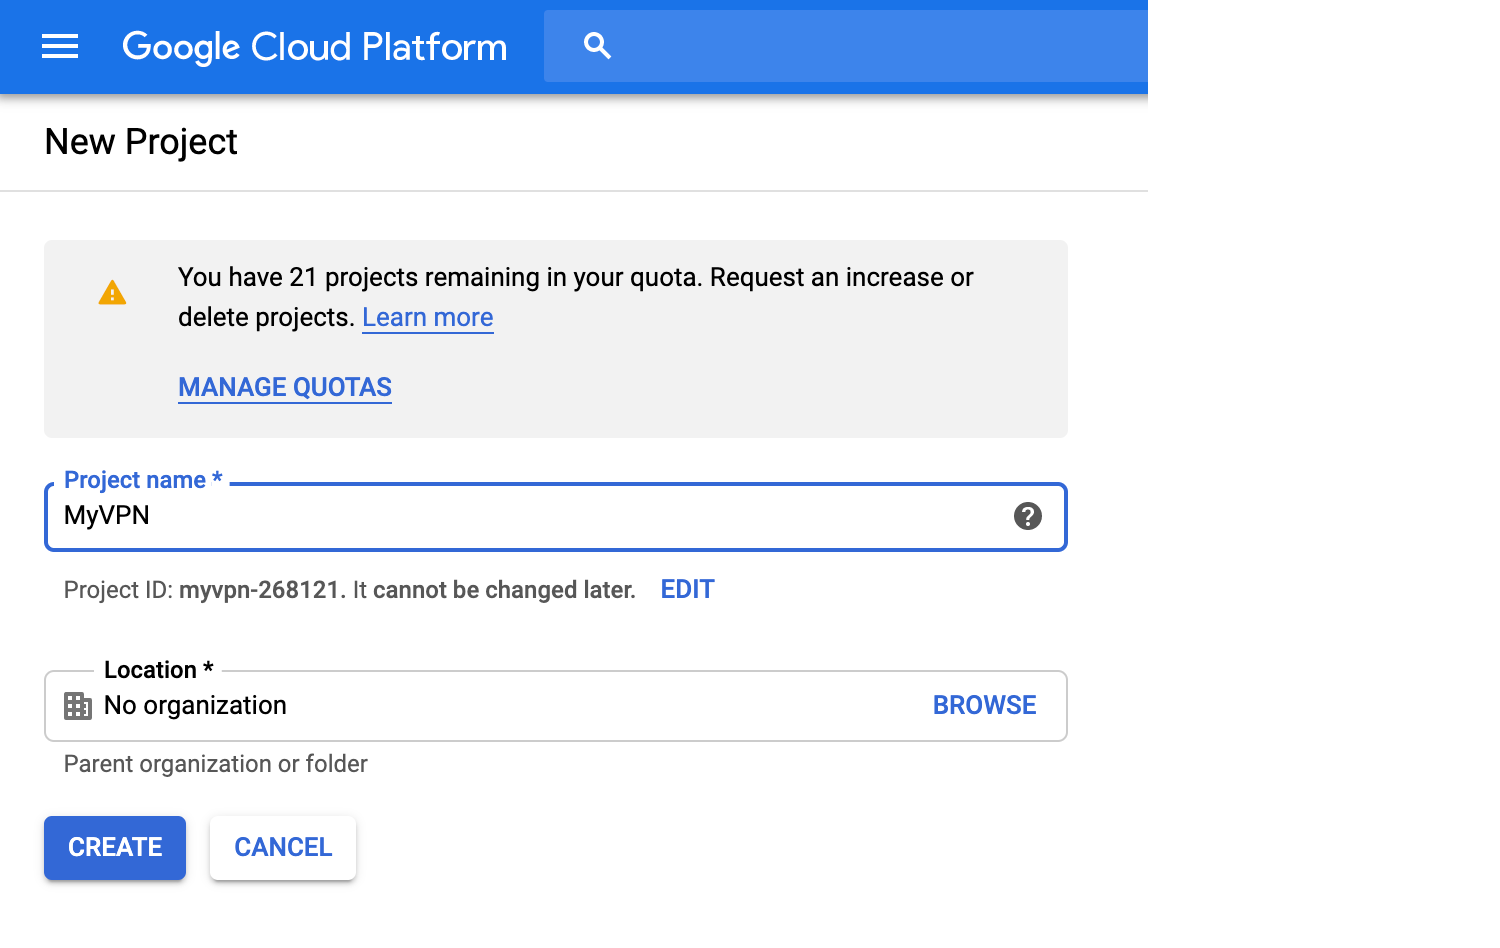 Google Cloud Platform
New Project
You have 21 projects remaining in your quota. Request an increase or
delete projects. Learn more
MANAGE QUOTAS
Project name *
MyVPN
Project ID: myvpn-268121. It cannot be changed later. EDIT
Location *
No organization BROWSE
Parent organization or folder
CREATE CANCEL